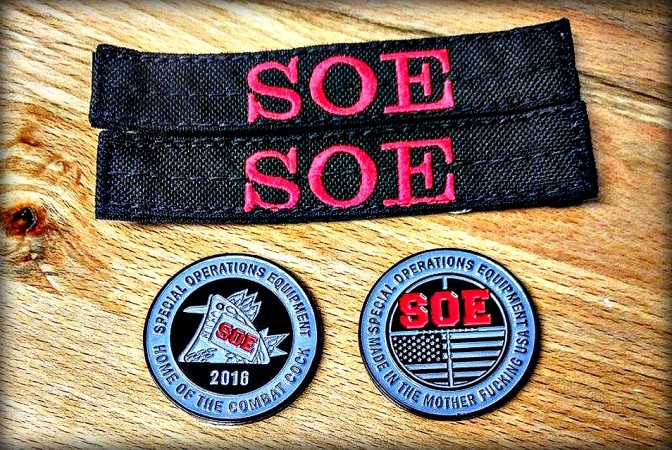 SOE
SOE
SPECIAL OPERATIONS EQUIPMENT
SOE
2016
HOME OF THE COMBAT COCK
SPECIAL OPERATIONS EQUIPMENT
SOE
MADE IN THE MOTHER FUCKING USA